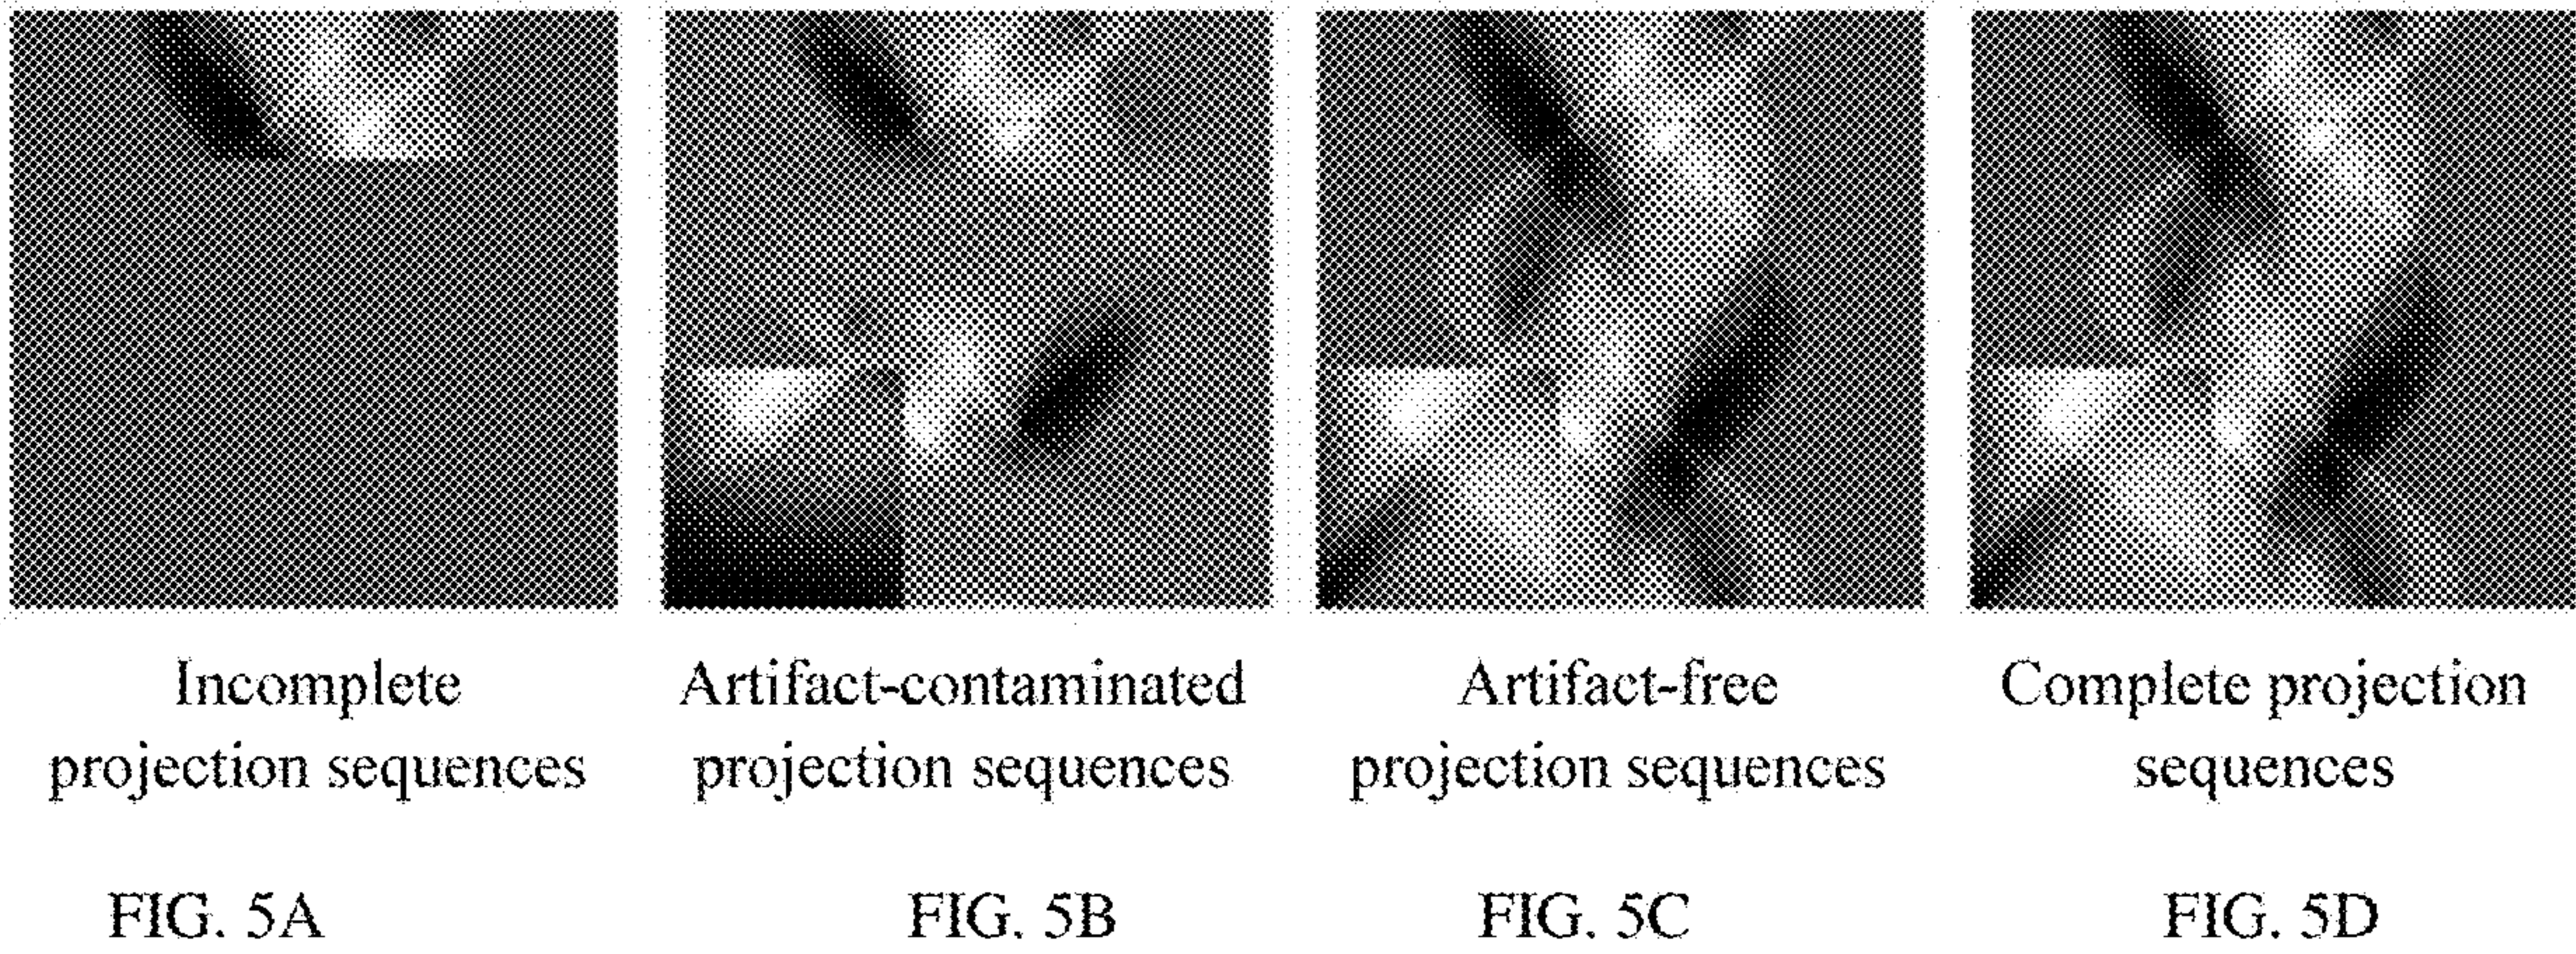 Incomplete
projection sequences
Artifact-contaminated
projection sequences
Artifact-free
projection sequences
Complete projection
sequences
FIG. 5A
FIG. 5B
FIG. 5C
FIG. 5D